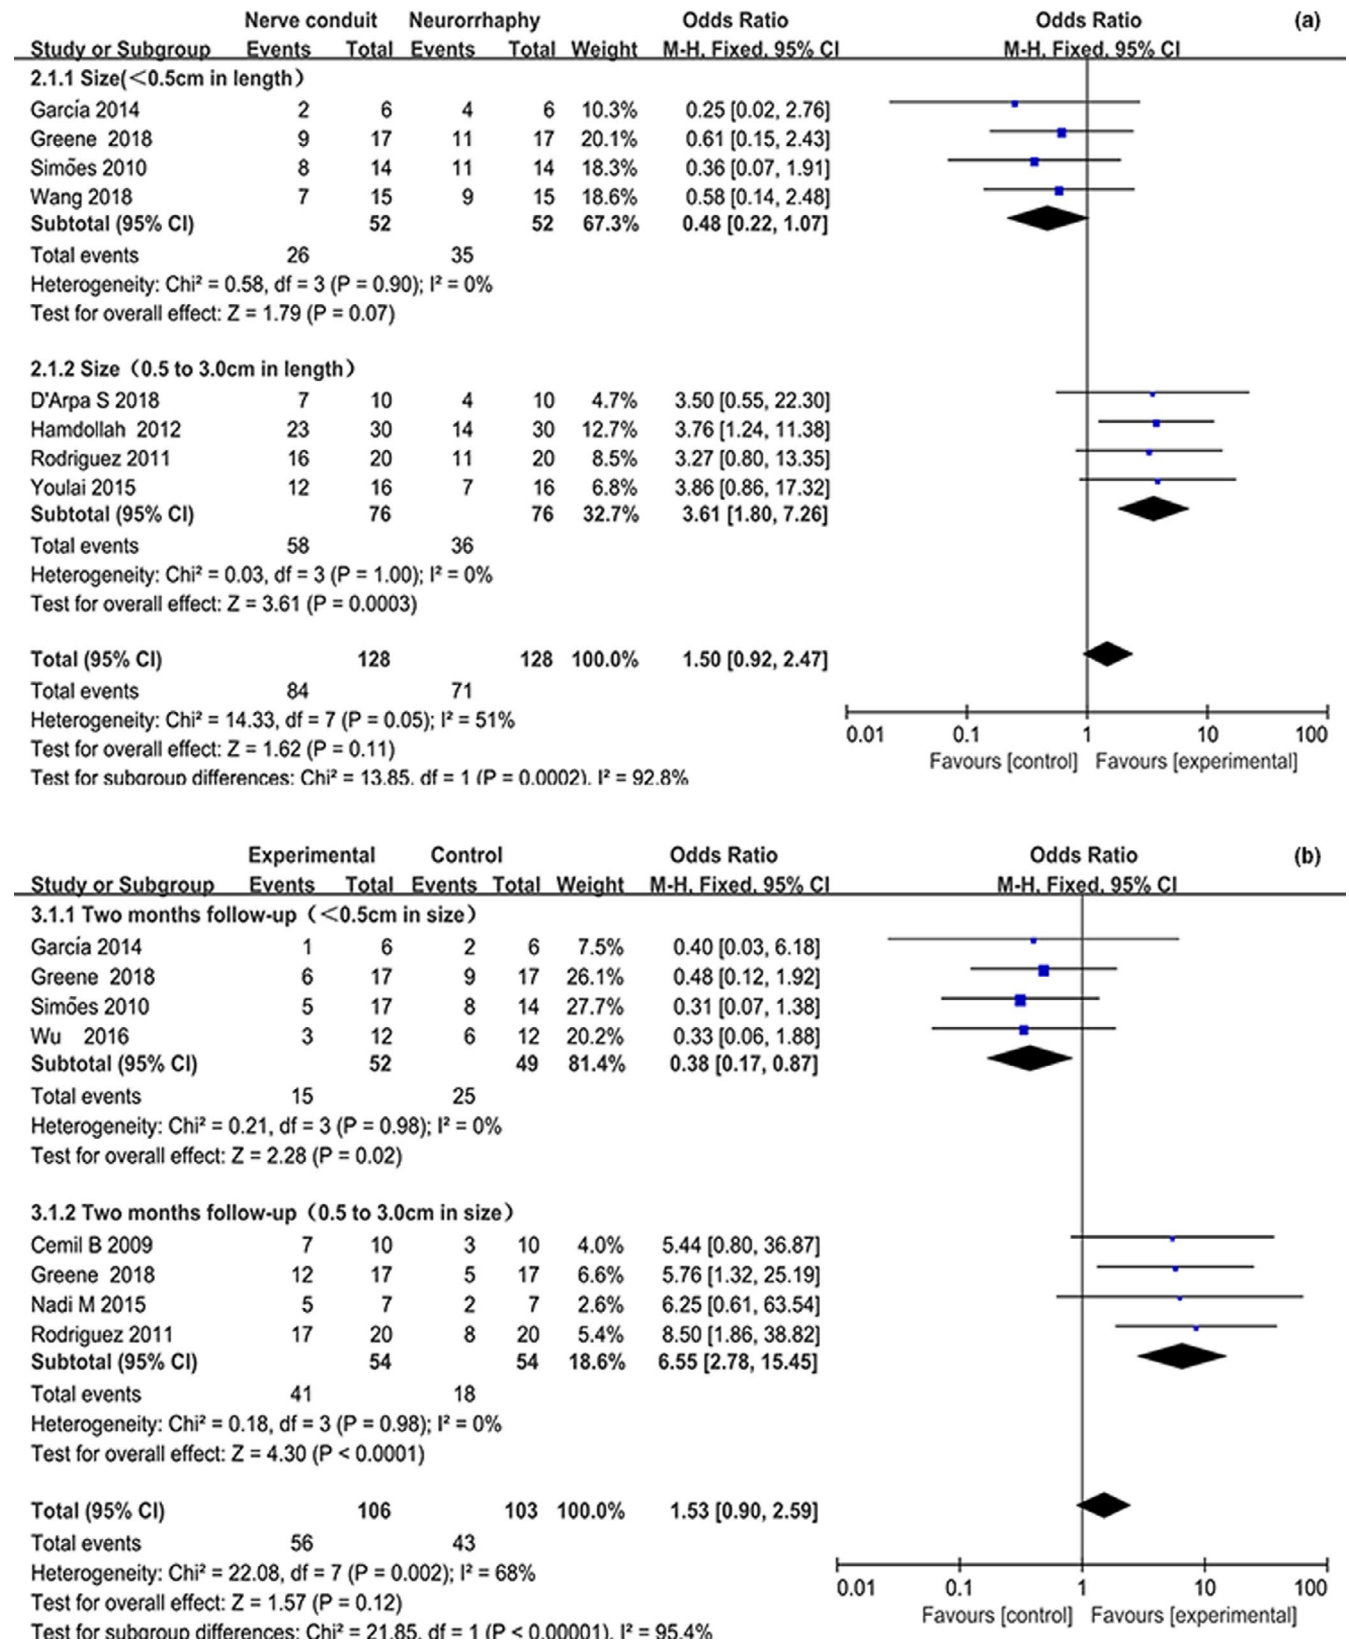 Nerve conduit Neurorrhaphy Odds Ratio Odds Ratio (a)
Study or Subgroup Events Total Events Total Weight M-H, Fixed, 95% CI M-H, Fixed, 95% CI
2.1.1 Size(<0.5cm in length)
García 2014 2 6 4 6 10.3% 0.25 [0.02, 2.76]
Greene 2018 9 17 11 17 20.1% 0.61 [0.15, 2.43]
Simões 2010 8 14 11 14 18.3% 0.36 [0.07, 1.91]
Wang 2018 7 15 9 15 18.6% 0.58 [0.14, 2.48]
Subtotal (95% CI) 52 52 67.3% 0.48 [0.22, 1.07]
Total events 26 35
Heterogeneity: Chi² = 0.58, df = 3 (P = 0.90); I² = 0%
Test for overall effect: Z = 1.79 (P = 0.07)
2.1.2 Size (0.5 to 3.0cm in length)
D'Arpa S 2018 7 10 4 10 4.7% 3.50 [0.55, 22.30]
Hamdollah 2012 23 30 14 30 12.7% 3.76 [1.24, 11.38]
Rodriguez 2011 16 20 11 20 8.5% 3.27 [0.80, 13.35]
Youlai 2015 12 16 7 16 6.8% 3.86 [0.86, 17.32]
Subtotal (95% CI) 76 76 32.7% 3.61 [1.80, 7.26]
Total events 58 36
Heterogeneity: Chi² = 0.03, df = 3 (P = 1.00); I² = 0%
Test for overall effect: Z = 3.61 (P = 0.0003)
Total (95% CI) 128 128 100.0% 1.50 [0.92, 2.47]
Total events 84 71
Heterogeneity: Chi² = 14.33, df = 7 (P = 0.05); I² = 51%
Test for overall effect: Z = 1.62 (P = 0.11)
Test for subgroup differences: Chi² = 13.85, df = 1 (P = 0.0002), I² = 92.8%
0.01 0.1 1 10 100
Favours [control] Favours [experimental]
Experimental Control Odds Ratio Odds Ratio (b)
Study or Subgroup Events Total Events Total Weight M-H, Fixed, 95% CI M-H, Fixed, 95% CI
3.1.1 Two months follow-up (<0.5cm in size)
García 2014 1 6 2 6 7.5% 0.40 [0.03, 6.18]
Greene 2018 6 17 9 17 26.1% 0.48 [0.12, 1.92]
Simões 2010 5 17 8 14 27.7% 0.31 [0.07, 1.38]
Wu 2016 3 12 6 12 20.2% 0.33 [0.06, 1.88]
Subtotal (95% CI) 52 49 81.4% 0.38 [0.17, 0.87]
Total events 15 25
Heterogeneity: Chi² = 0.21, df = 3 (P = 0.98); I² = 0%
Test for overall effect: Z = 2.28 (P = 0.02)
3.1.2 Two months follow-up (0.5 to 3.0cm in size)
Cemil B 2009 7 10 3 10 4.0% 5.44 [0.80, 36.87]
Greene 2018 12 17 5 17 6.6% 5.76 [1.32, 25.19]
Nadi M 2015 5 7 2 7 2.6% 6.25 [0.61, 63.54]
Rodriguez 2011 17 20 8 20 5.4% 8.50 [1.86, 38.82]
Subtotal (95% CI) 54 54 18.6% 6.55 [2.78, 15.45]
Total events 41 18
Heterogeneity: Chi² = 0.18, df = 3 (P = 0.98); I² = 0%
Test for overall effect: Z = 4.30 (P < 0.0001)
Total (95% CI) 106 103 100.0% 1.53 [0.90, 2.59]
Total events 56 43
Heterogeneity: Chi² = 22.08, df = 7 (P = 0.002); I² = 68%
Test for overall effect: Z = 1.57 (P = 0.12)
Test for subgroup differences: Chi² = 21.85, df = 1 (P < 0.00001), I² = 95.4%
0.01 0.1 1 10 100
Favours [control] Favours [experimental]